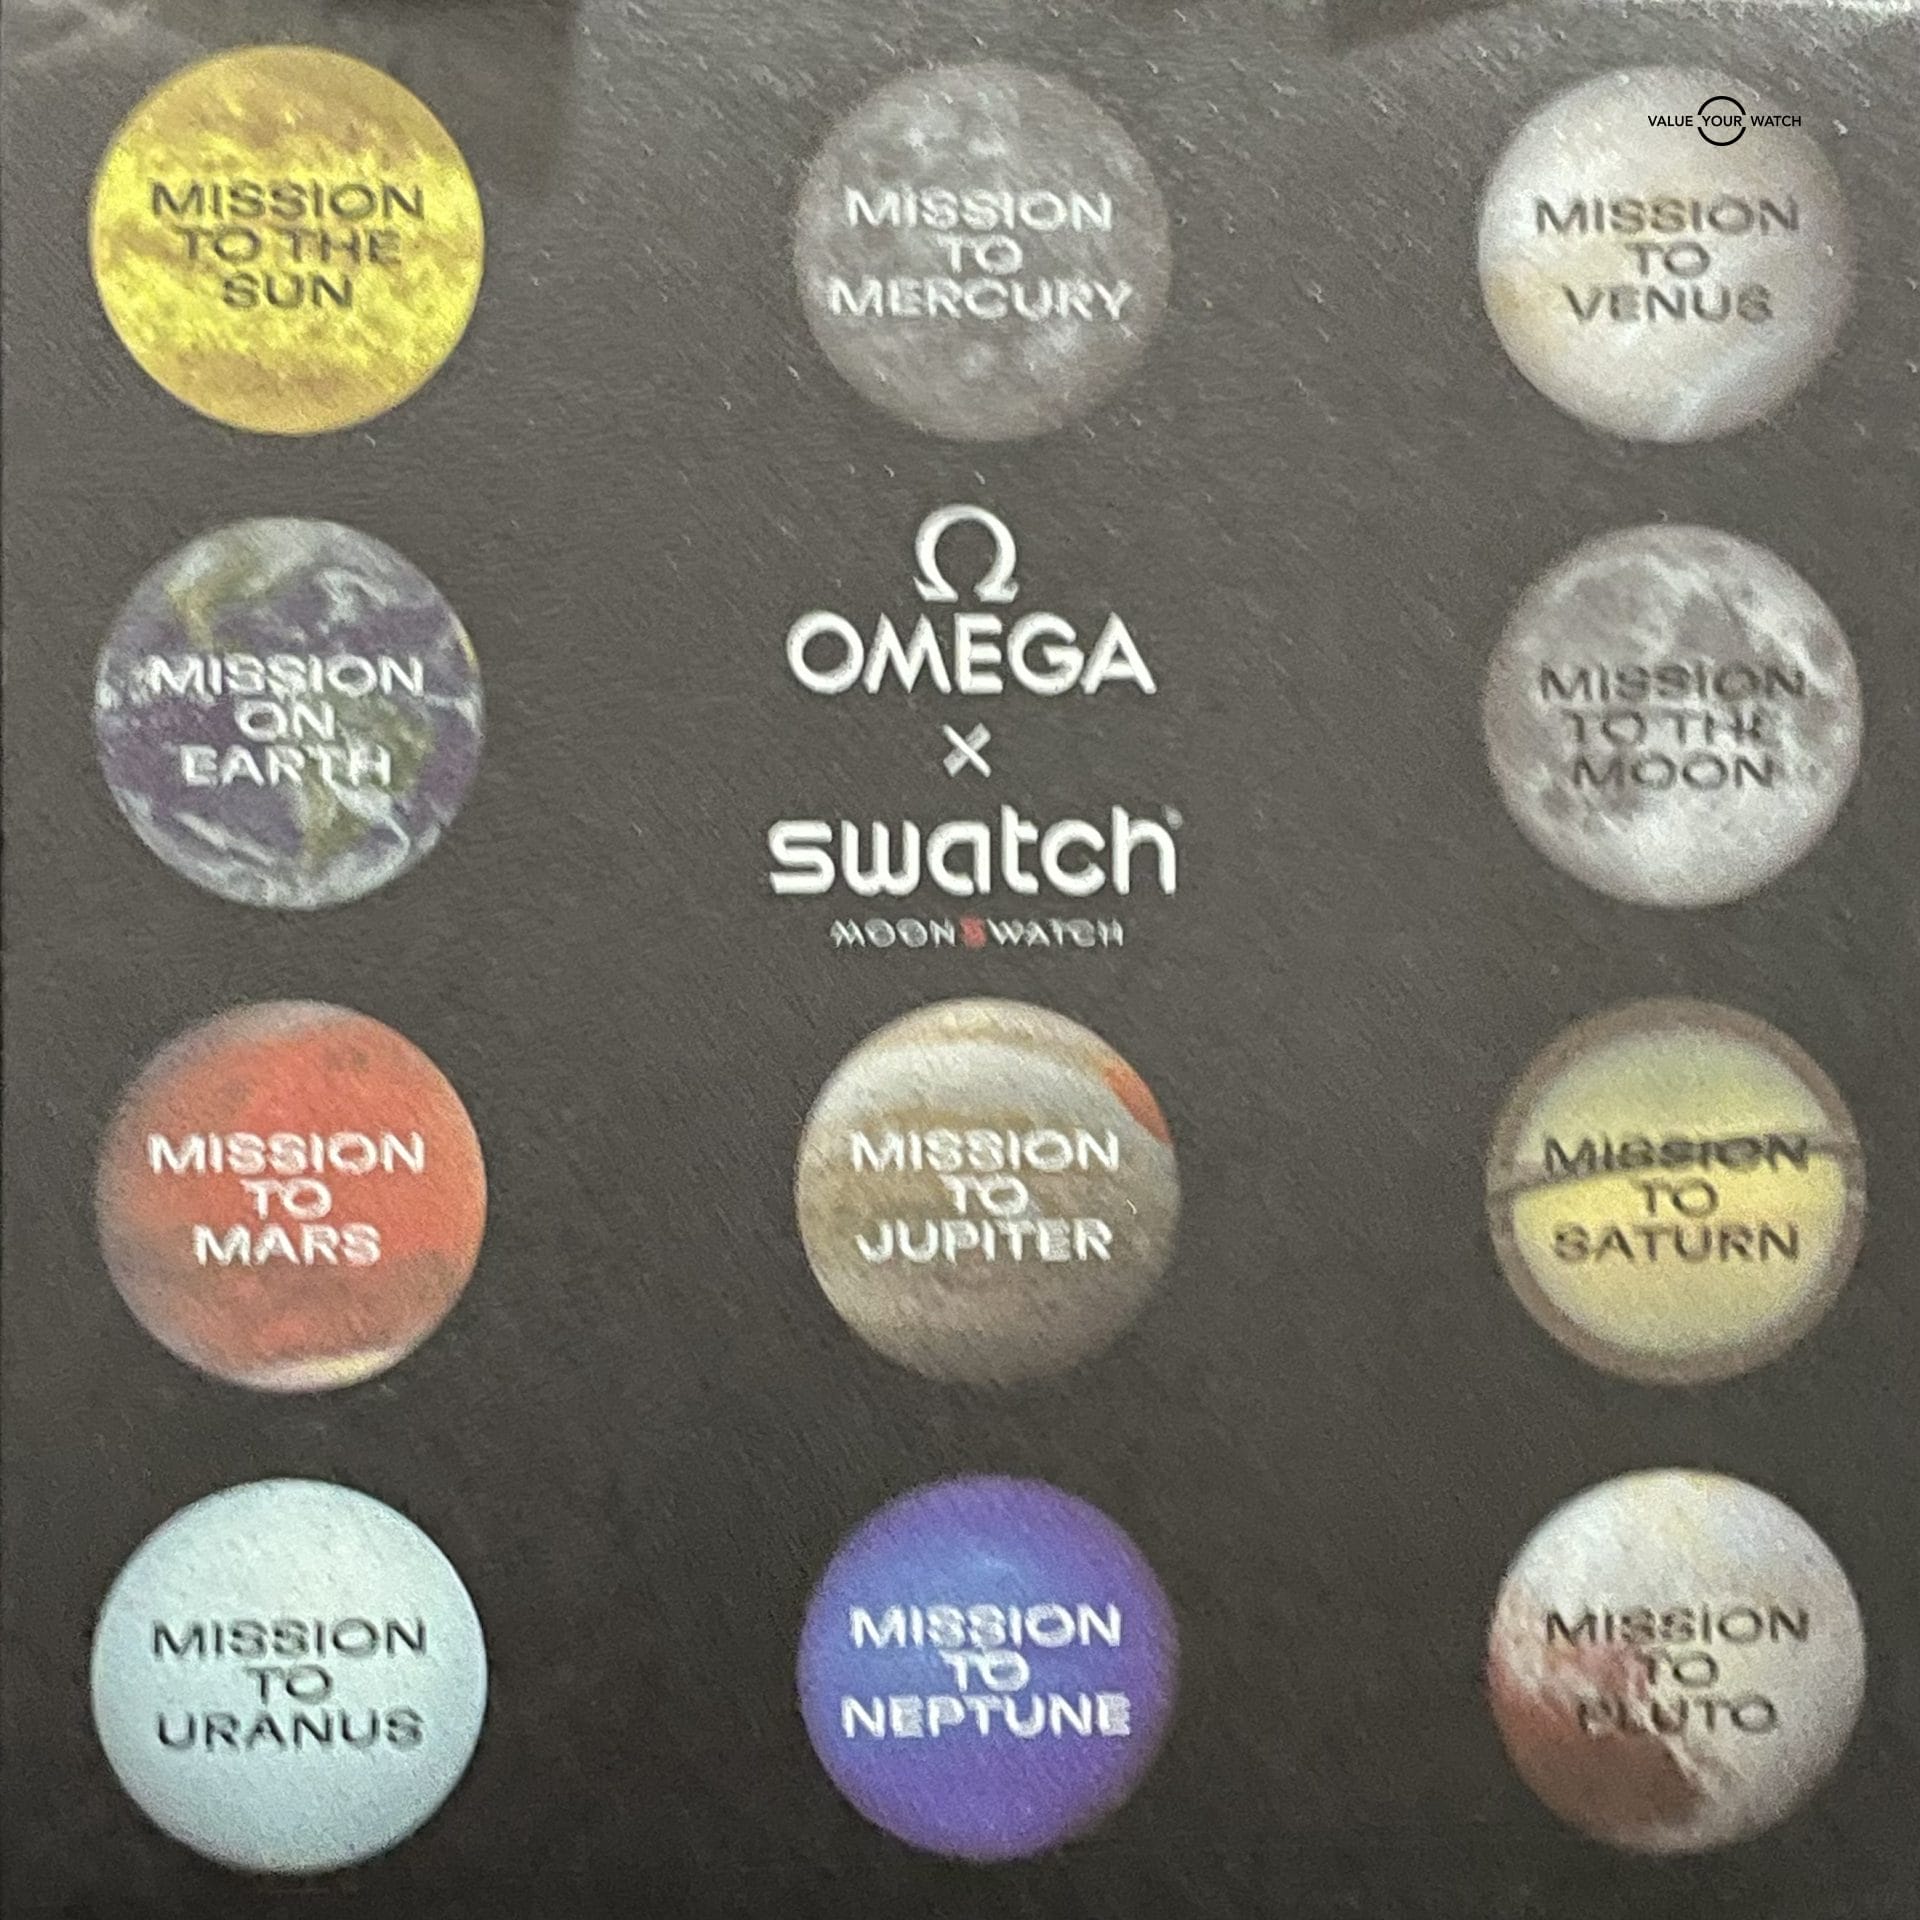 MISSION
TO THE
SUN
MISSION
TO
MERCURY
VALUE YOUR WATCH
MISSION
TO
VENUS
MISSION
ON
EARTH
Ω
OMEGA
×
swatch
MOONSWATCH
MISSION
TO THE
MOON
MISSION
TO
MARS
MISSION
TO
JUPITER
MISSION
TO
SATURN
MISSION
TO
URANUS
MISSION
TO
NEPTUNE
MISSION
TO
PLUTO